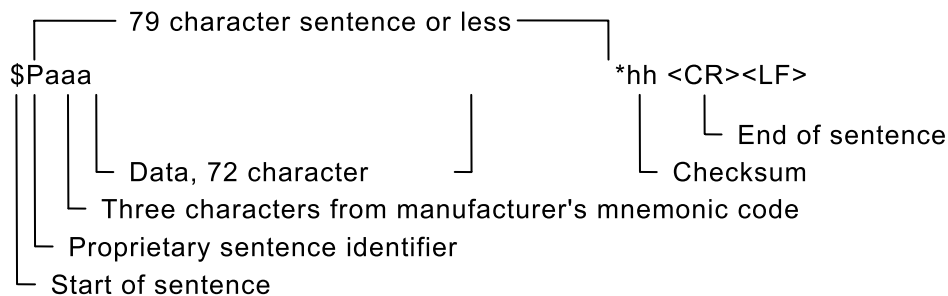 79 character sentence or less
$Paaa *hh <CR><LF>
End of sentence
Data, 72 character Checksum
Three characters from manufacturer's mnemonic code
Proprietary sentence identifier
Start of sentence